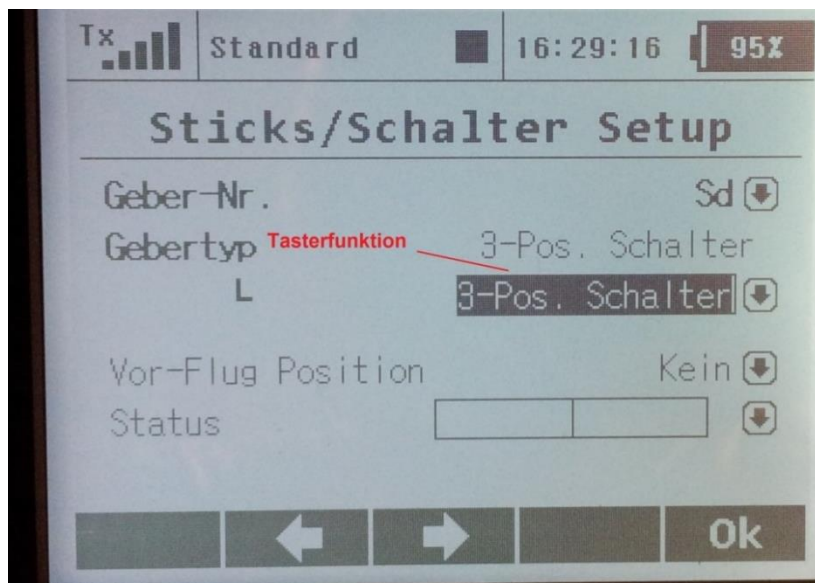 Tx Standard 16:29:16 95%
Sticks/Schalter Setup
Geber-Nr. Sd
Gebertyp Tasterfunktion 3-Pos. Schalter
L 3-Pos. Schalter
Vor-Flug Position Kein
Status
Ok